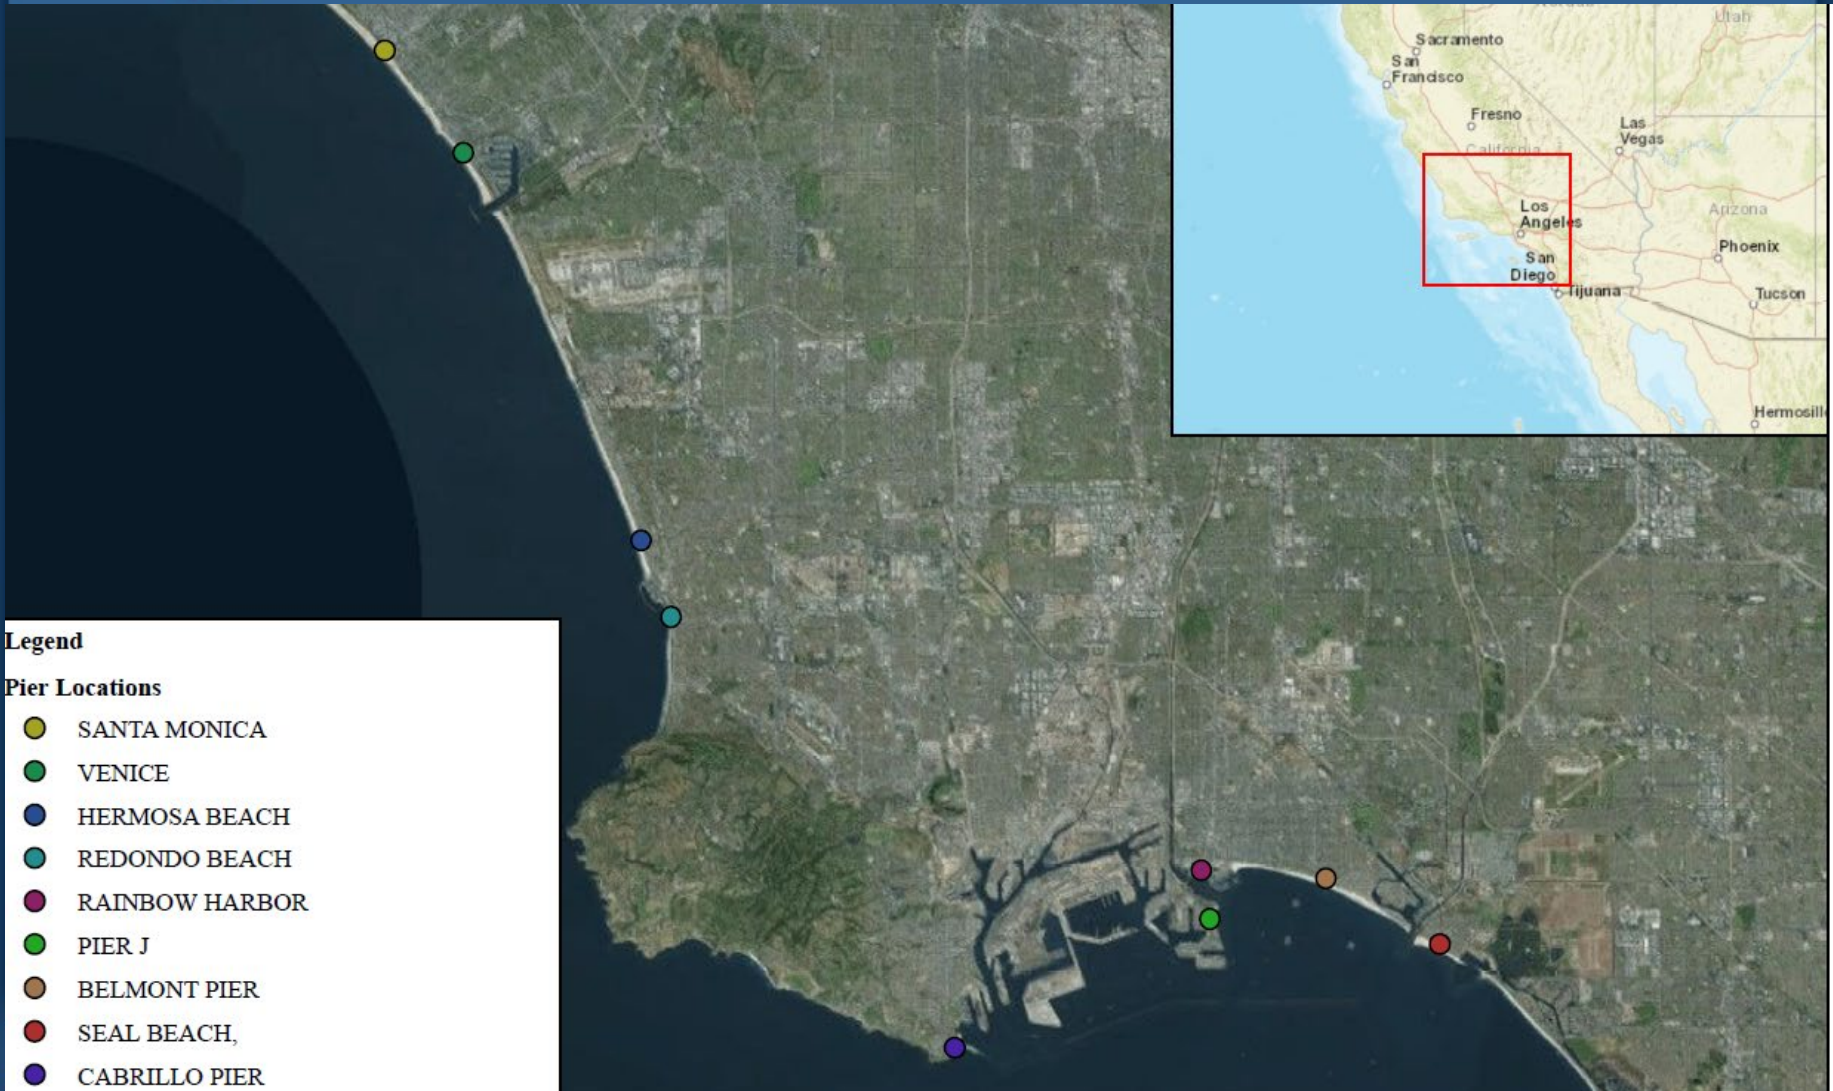 Nevada
Utah
Sacramento
San
Francisco
Fresno
Las
Vegas
California
Los
Angeles
Arizona
Phoenix
San
Diego
Tijuana
Tucson
Hermosill
Legend
Pier Locations
SANTA MONICA
VENICE
HERMOSA BEACH
REDONDO BEACH
RAINBOW HARBOR
PIER J
BELMONT PIER
SEAL BEACH,
CABRILLO PIER